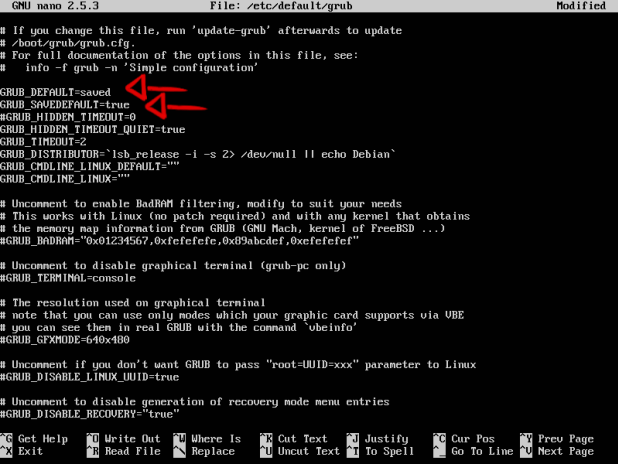 GNU nano 2.5.3 File: /etc/default/grub Modified
# If you change this file, run 'update-grub' afterwards to update
# /boot/grub/grub.cfg.
# For full documentation of the options in this file, see:
#   info -f grub -n 'Simple configuration'
GRUB_DEFAULT=saved
GRUB_SAVEDEFAULT=true
#GRUB_HIDDEN_TIMEOUT=0
GRUB_HIDDEN_TIMEOUT_QUIET=true
GRUB_TIMEOUT=2
GRUB_DISTRIBUTOR=`lsb_release -i -s 2> /dev/null || echo Debian`
GRUB_CMDLINE_LINUX_DEFAULT=""
GRUB_CMDLINE_LINUX=""
# Uncomment to enable BadRAM filtering, modify to suit your needs
# This works with Linux (no patch required) and with any kernel that obtains
# the memory map information from GRUB (GNU Mach, kernel of FreeBSD ...)
#GRUB_BADRAM="0x01234567,0xfefefefe,0x89abcdef,0xefefefef"
# Uncomment to disable graphical terminal (grub-pc only)
#GRUB_TERMINAL=console
# The resolution used on graphical terminal
# note that you can use only modes which your graphic card supports via VBE
# you can see them in real GRUB with the command `vbeinfo'
#GRUB_GFXMODE=640x480
# Uncomment if you don't want GRUB to pass "root=UUID=xxx" parameter to Linux
#GRUB_DISABLE_LINUX_UUID=true
# Uncomment to disable generation of recovery mode menu entries
#GRUB_DISABLE_RECOVERY="true"
^G Get Help ^O Write Out ^W Where Is ^K Cut Text ^J Justify ^C Cur Pos ^Y Prev Page
^X Exit ^R Read File ^\ Replace ^U Uncut Text ^T To Spell ^_ Go To Line ^V Next Page